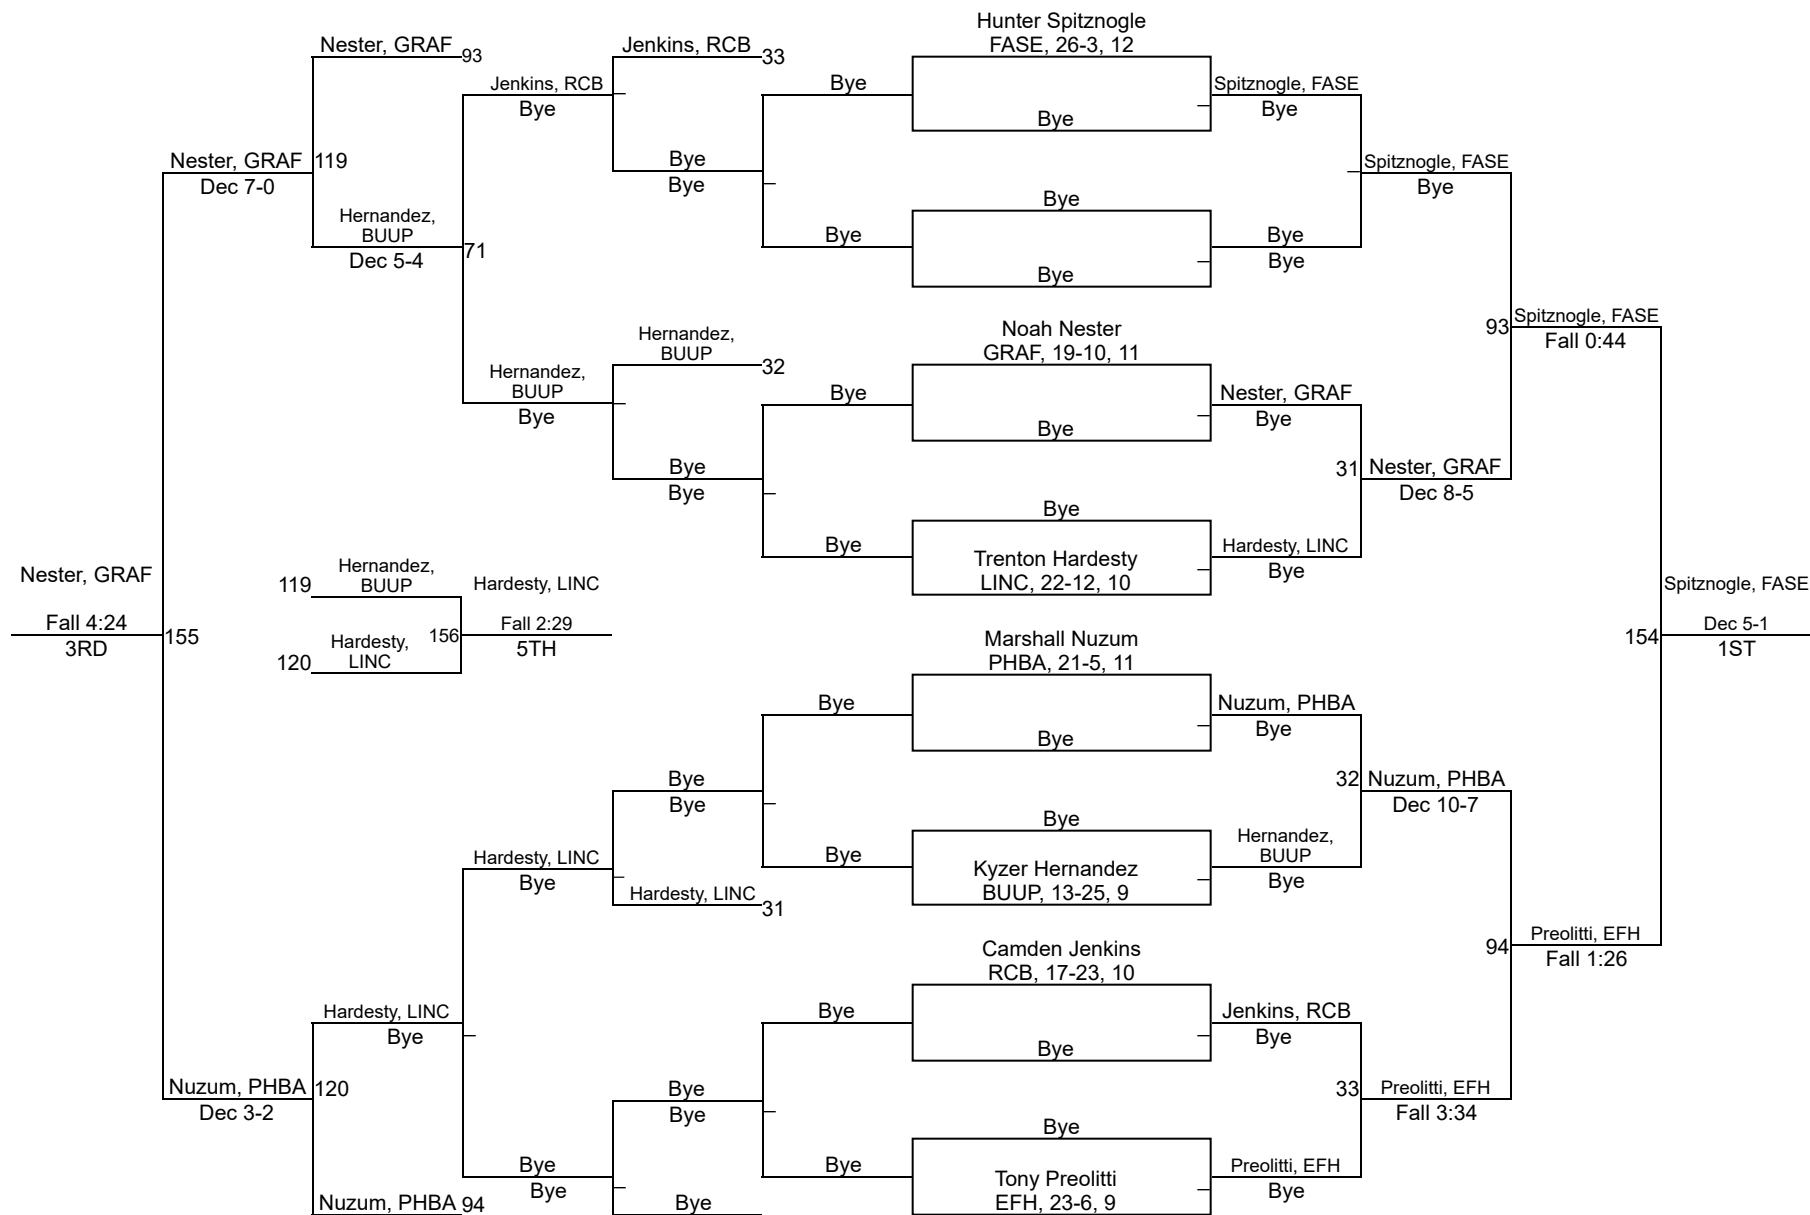 Hunter Spitznogle
FASE, 26-3, 12
Nester, GRAF 93
Jenkins, RCB 33
Jenkins, RCB
Bye
Bye
Bye
Spitznogle, FASE
Bye
Nester, GRAF 119
Dec 7-0
Bye
Bye
Spitznogle, FASE
Bye
Hernandez,
BUUP
Dec 5-4
71
Bye
Bye
Bye
Bye
Bye
Hernandez,
BUUP
32
Noah Nester
GRAF, 19-10, 11
93
Spitznogle, FASE
Fall 0:44
Hernandez,
BUUP
Bye
Bye
Bye
Nester, GRAF
Bye
Bye
Bye
31 Nester, GRAF
Dec 8-5
Bye
Bye
Trenton Hardesty
LINC, 22-12, 10
Hardesty, LINC
Bye
Nester, GRAF
Fall 4:24
3RD
155
119
Hernandez,
BUUP
120
Hardesty,
LINC
156
Hardesty, LINC
Fall 2:29
5TH
Spitznogle, FASE
154
Dec 5-1
1ST
Marshall Nuzum
PHBA, 21-5, 11
Bye
Bye
Nuzum, PHBA
Bye
Bye
Bye
32 Nuzum, PHBA
Dec 10-7
Bye
Bye
Kyzer Hernandez
BUUP, 13-25, 9
Hernandez,
BUUP
Bye
Hardesty, LINC
Bye
Hardesty, LINC
31
Camden Jenkins
RCB, 17-23, 10
94
Preolitti, EFH
Fall 1:26
Hardesty, LINC
Bye
Bye
Bye
Jenkins, RCB
Bye
Nuzum, PHBA 120
Dec 3-2
Bye
Bye
33
Preolitti, EFH
Fall 3:34
Bye
Bye
Bye
Bye
Tony Preolitti
EFH, 23-6, 9
Preolitti, EFH
Bye
Nuzum, PHBA 94
Bye